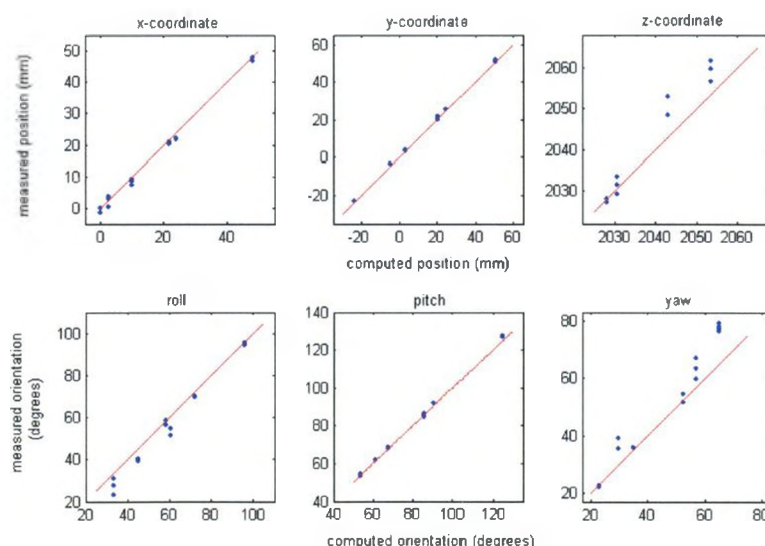 x-coordinate
y-coordinate
z-coordinate
measured position (mm)
50
40
30
20
10
0
0 20 40
60
40
20
0
-20
-20 0 20 40 60
2060
2050
2040
2030
2030 2040 2050 2060
computed position (mm)
roll
pitch
yaw
measured orientation
(degrees)
100
80
60
40
20
20 40 60 80 100
140
120
100
80
60
40
40 60 80 100 120
80
60
40
20
20 40 60 80
computed orientation (degrees)